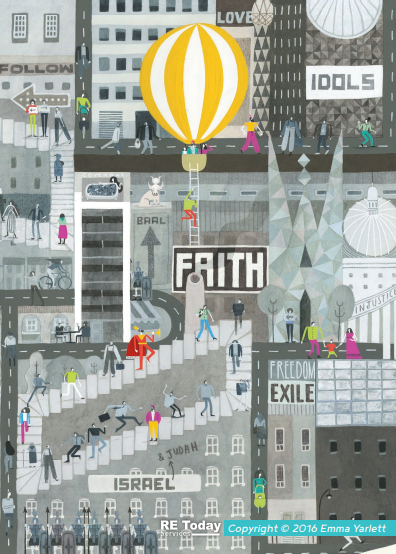 LOVE
FOLLOW
IDOLS
BAAL
FAITH
INJUSTICE
FREEDOM
EXILE
& JUDAH
ISRAEL
RE Today
Services
Copyright © 2016 Emma Yarlett